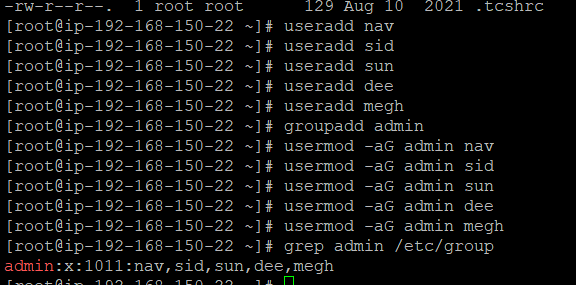 -rw-r--r--.  1 root root       129 Aug 10  2021 .tcshrc
[root@ip-192-168-150-22 ~]# useradd nav
[root@ip-192-168-150-22 ~]# useradd sid
[root@ip-192-168-150-22 ~]# useradd sun
[root@ip-192-168-150-22 ~]# useradd dee
[root@ip-192-168-150-22 ~]# useradd megh
[root@ip-192-168-150-22 ~]# groupadd admin
[root@ip-192-168-150-22 ~]# usermod -aG admin nav
[root@ip-192-168-150-22 ~]# usermod -aG admin sid
[root@ip-192-168-150-22 ~]# usermod -aG admin sun
[root@ip-192-168-150-22 ~]# usermod -aG admin dee
[root@ip-192-168-150-22 ~]# usermod -aG admin megh
[root@ip-192-168-150-22 ~]# grep admin /etc/group
admin:x:1011:nav,sid,sun,dee,megh
[root@ip-192-168-150-22 ~]#